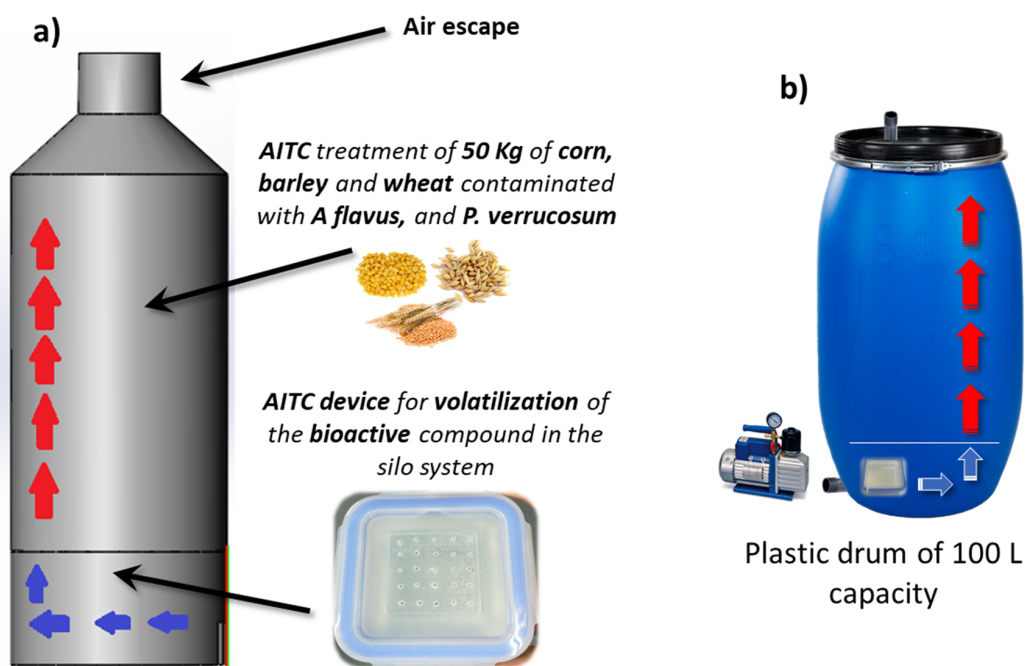 a)
Air escape
AITC treatment of 50 Kg of corn,
barley and wheat contaminated
with A flavus, and P. verrucosum
AITC device for volatilization of
the bioactive compound in the
silo system
b)
Plastic drum of 100 L
capacity